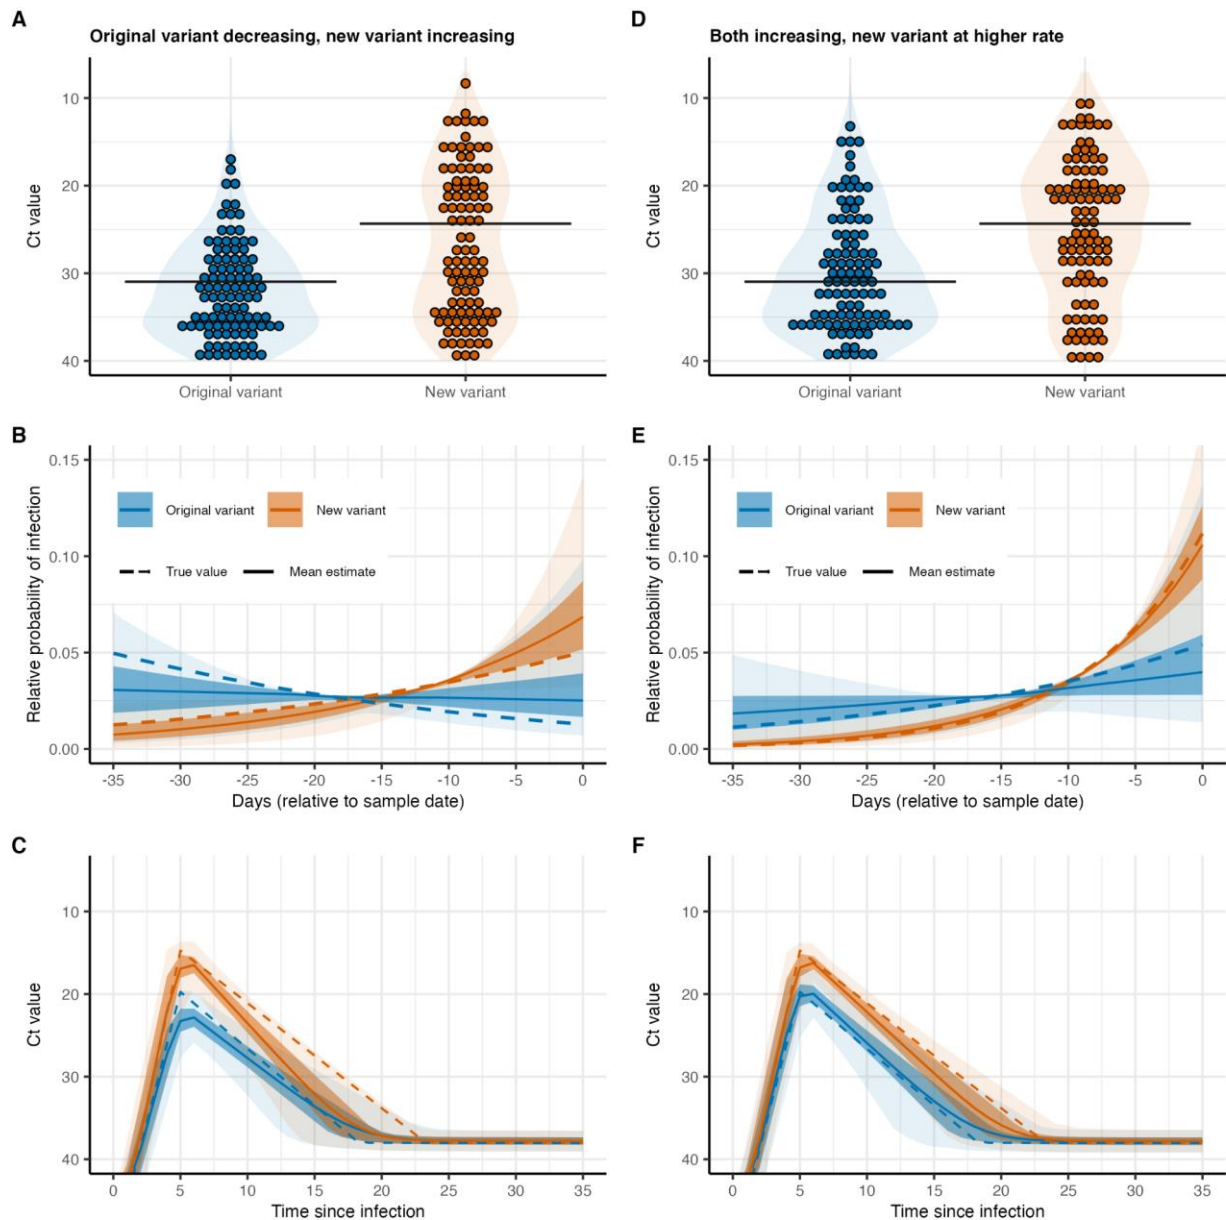 A
Original variant decreasing, new variant increasing
Ct value
10
20
30
40
Original variant
New variant
D
Both increasing, new variant at higher rate
Ct value
10
20
30
40
Original variant
New variant
B
Relative probability of infection
0.15
0.10
0.05
0.00
Original variant
New variant
True value
Mean estimate
-35 -30 -25 -20 -15 -10 -5 0
Days (relative to sample date)
E
Relative probability of infection
0.15
0.10
0.05
0.00
Original variant
New variant
True value
Mean estimate
-35 -30 -25 -20 -15 -10 -5 0
Days (relative to sample date)
C
Ct value
10
20
30
40
0 5 10 15 20 25 30 35
Time since infection
F
Ct value
10
20
30
40
0 5 10 15 20 25 30 35
Time since infection